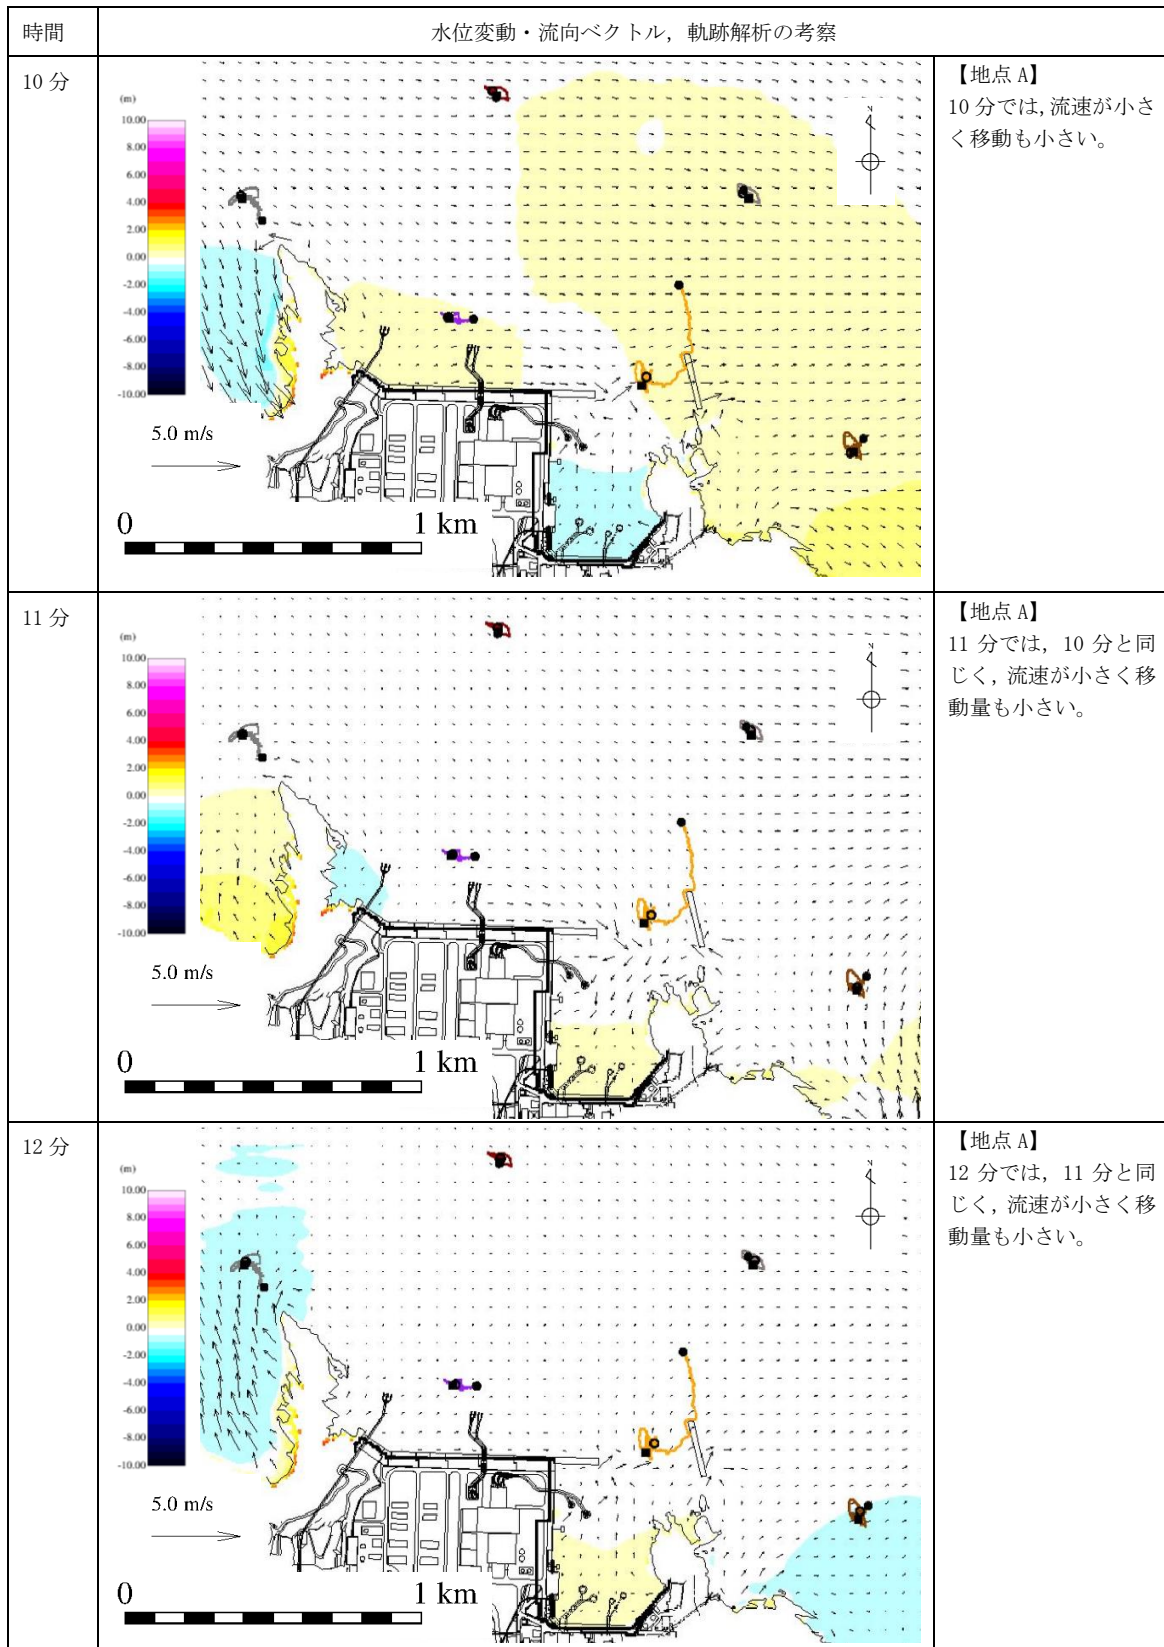 時間
水位変動・流向ベクトル，軌跡解析の考察
10 分
(m)
10.00
8.00
6.00
4.00
2.00
0.00
-2.00
-4.00
-6.00
-8.00
-10.00
5.0 m/s
0
1 km
N
【地点 A】
10 分では，流速が小さ
く移動も小さい。
11 分
(m)
10.00
8.00
6.00
4.00
2.00
0.00
-2.00
-4.00
-6.00
-8.00
-10.00
5.0 m/s
0
1 km
N
【地点 A】
11 分では，10 分と同
じく，流速が小さく移
動量も小さい。
12 分
(m)
10.00
8.00
6.00
4.00
2.00
0.00
-2.00
-4.00
-6.00
-8.00
-10.00
5.0 m/s
0
1 km
N
【地点 A】
12 分では，11 分と同
じく，流速が小さく移
動量も小さい。